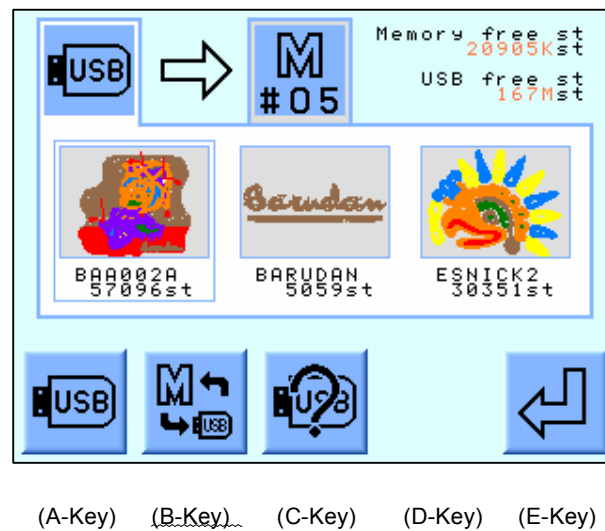 USB
M
#05
Memory free st
20905Kst
USB free st
167Mst
BAA002A
57096st
BARUDAN
5059st
ESNICK2
30351st
Barudan
USB
M
USB
USB
?
(A-Key) (B-Key) (C-Key) (D-Key) (E-Key)